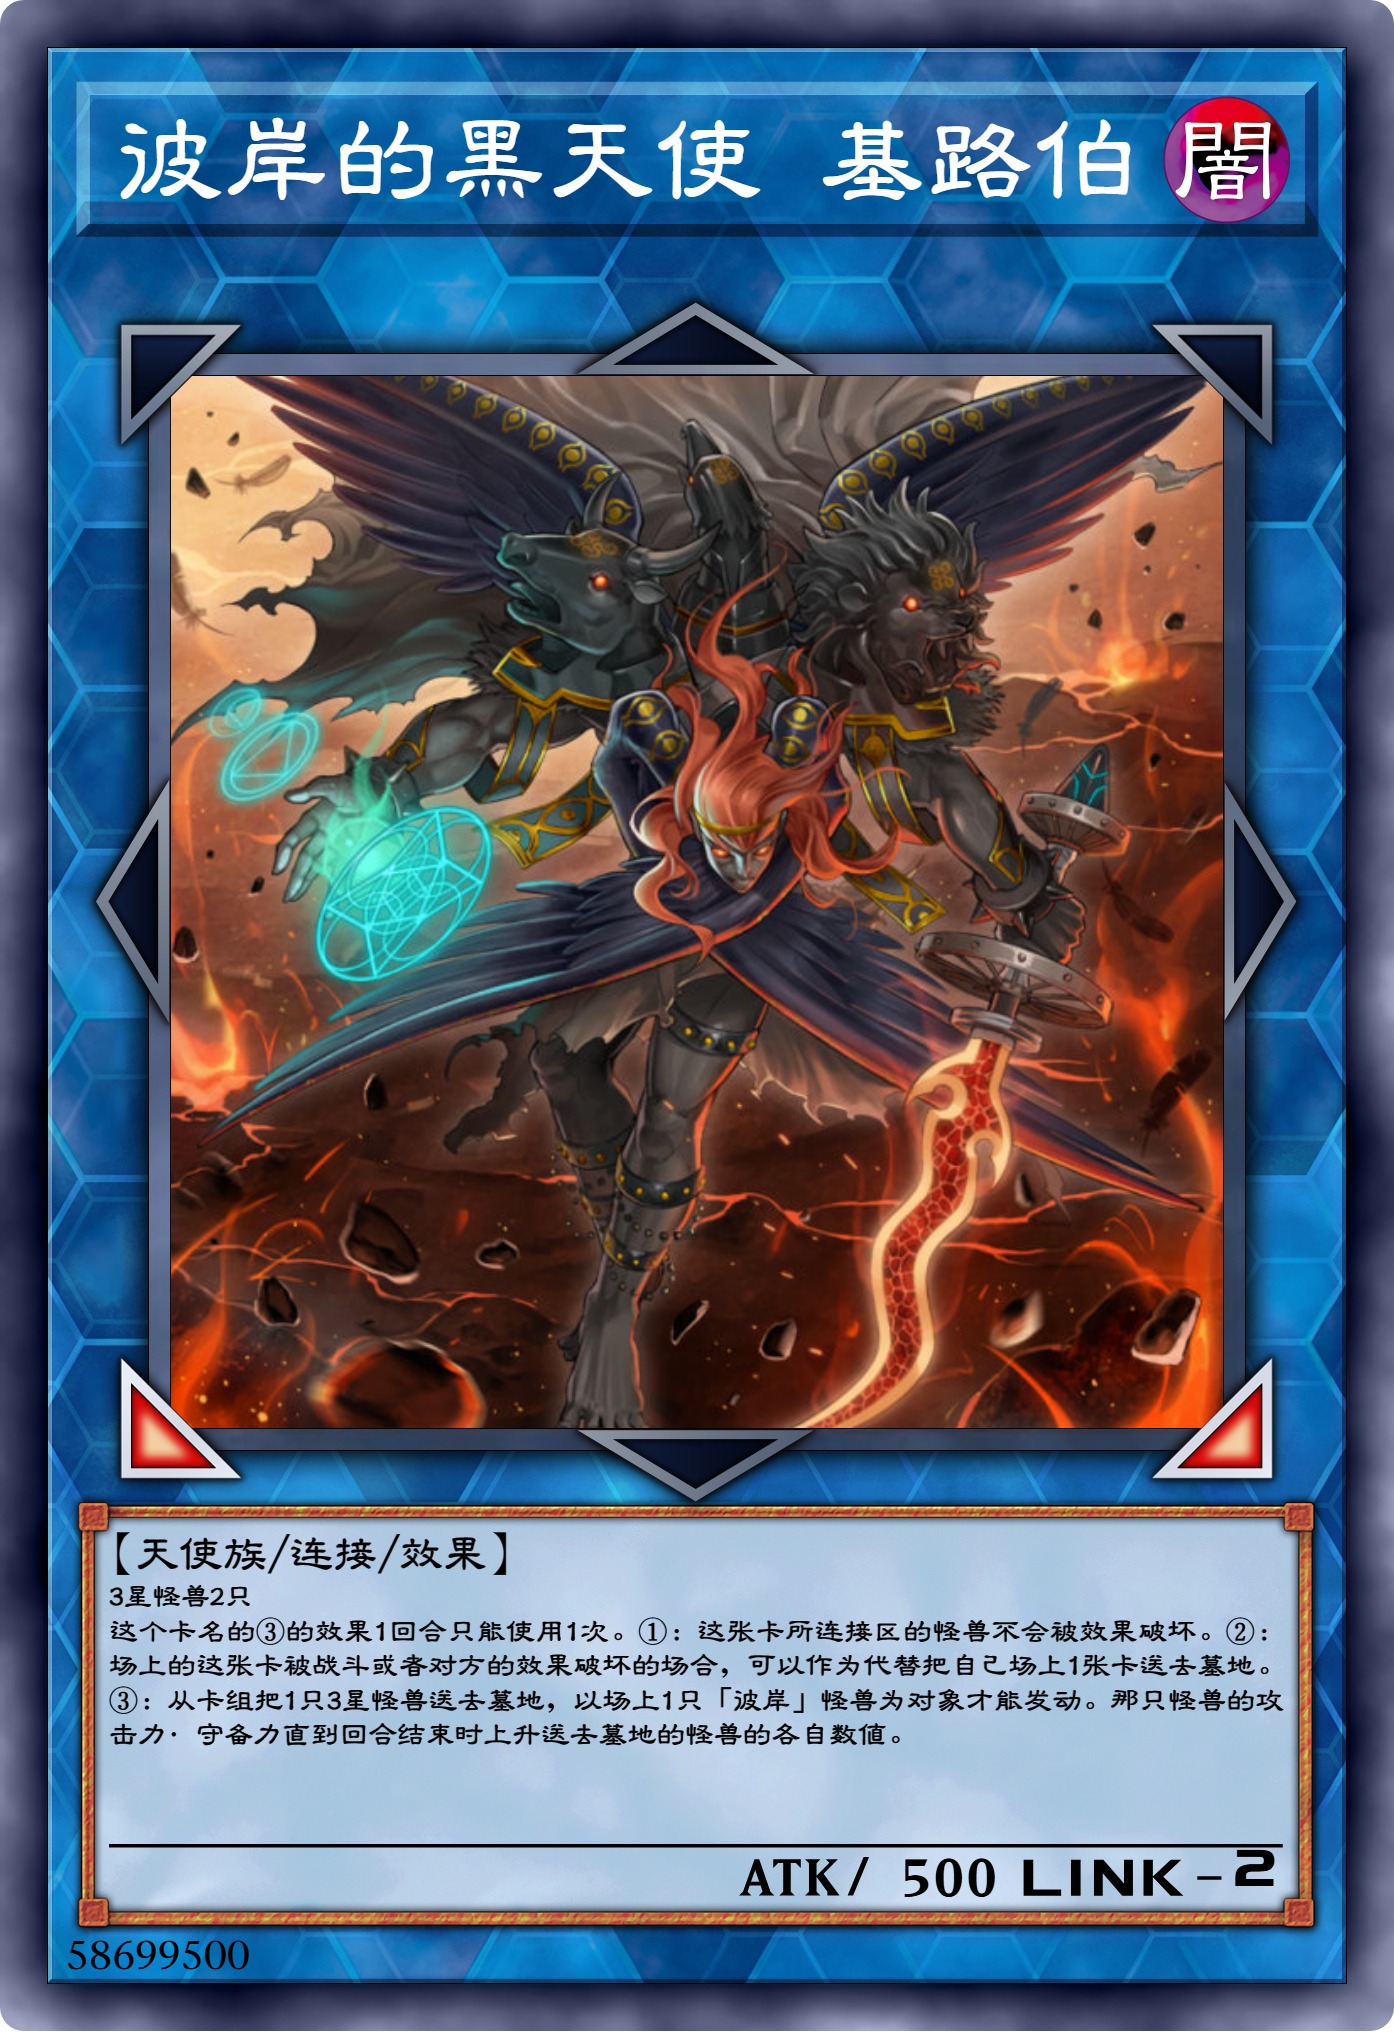 彼岸的黑天使 基路伯 闇
【天使族/连接/效果】
3星怪兽2只
这个卡名的③的效果1回合只能使用1次。①：这张卡所连接区的怪兽不会被效果破坏。②：
场上的这张卡被战斗或者对方的效果破坏的场合，可以作为代替把自己场上1张卡送去墓地。
③：从卡组把1只3星怪兽送去墓地，以场上1只「彼岸」怪兽为对象才能发动。那只怪兽的攻
击力·守备力直到回合结束时上升送去墓地的怪兽的各自数值。
ATK/ 500 LINK-2
58699500